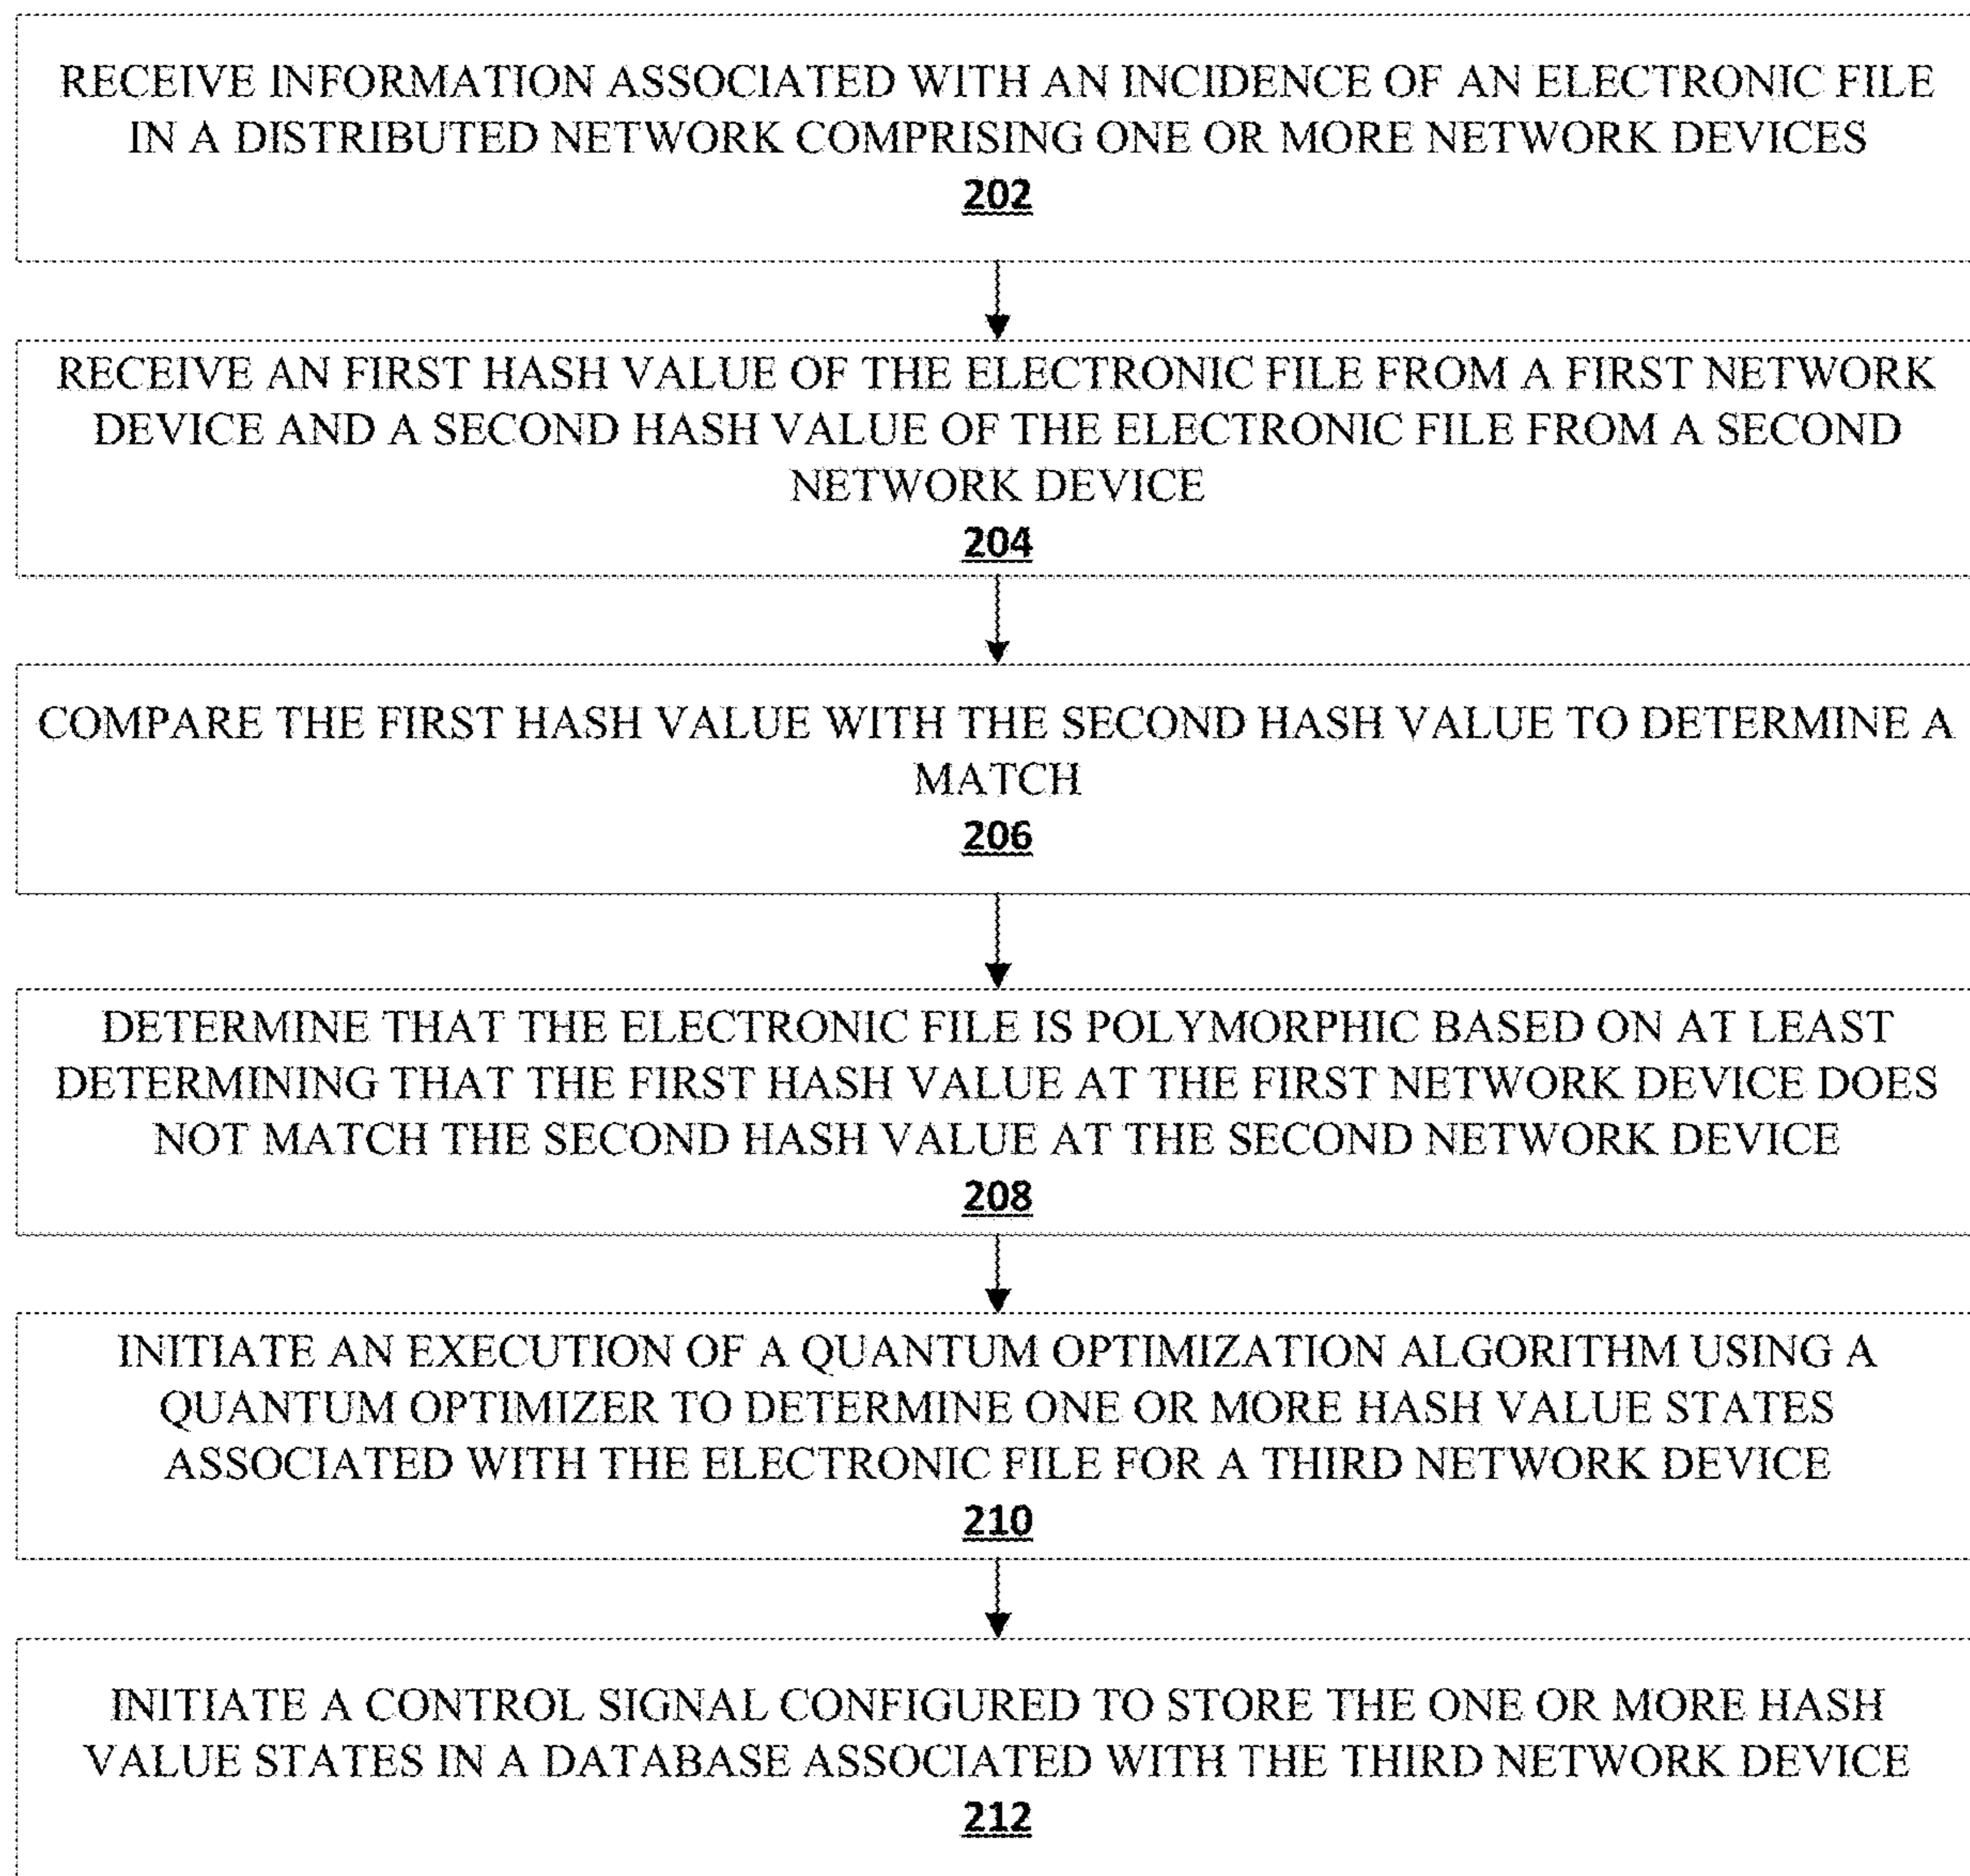 RECEIVE INFORMATION ASSOCIATED WITH AN INCIDENCE OF AN ELECTRONIC FILE
IN A DISTRIBUTED NETWORK COMPRISING ONE OR MORE NETWORK DEVICES
202
RECEIVE AN FIRST HASH VALUE OF THE ELECTRONIC FILE FROM A FIRST NETWORK
DEVICE AND A SECOND HASH VALUE OF THE ELECTRONIC FILE FROM A SECOND
NETWORK DEVICE
204
COMPARE THE FIRST HASH VALUE WITH THE SECOND HASH VALUE TO DETERMINE A
MATCH
206
DETERMINE THAT THE ELECTRONIC FILE IS POLYMORPHIC BASED ON AT LEAST
DETERMINING THAT THE FIRST HASH VALUE AT THE FIRST NETWORK DEVICE DOES
NOT MATCH THE SECOND HASH VALUE AT THE SECOND NETWORK DEVICE
208
INITIATE AN EXECUTION OF A QUANTUM OPTIMIZATION ALGORITHM USING A
QUANTUM OPTIMIZER TO DETERMINE ONE OR MORE HASH VALUE STATES
ASSOCIATED WITH THE ELECTRONIC FILE FOR A THIRD NETWORK DEVICE
210
INITIATE A CONTROL SIGNAL CONFIGURED TO STORE THE ONE OR MORE HASH
VALUE STATES IN A DATABASE ASSOCIATED WITH THE THIRD NETWORK DEVICE
212